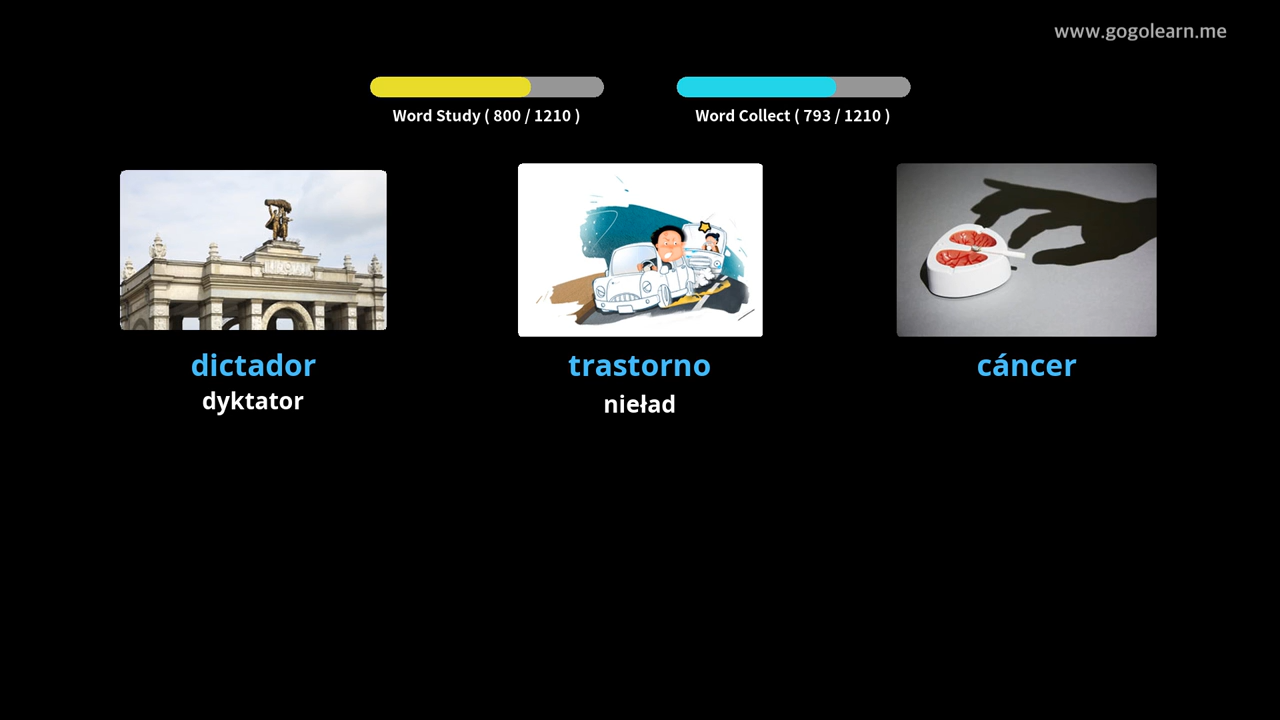 www.gogolearn.me
Word Study ( 800 / 1210 )
Word Collect ( 793 / 1210 )
dictador
trastorno
cáncer
dyktator
nieład